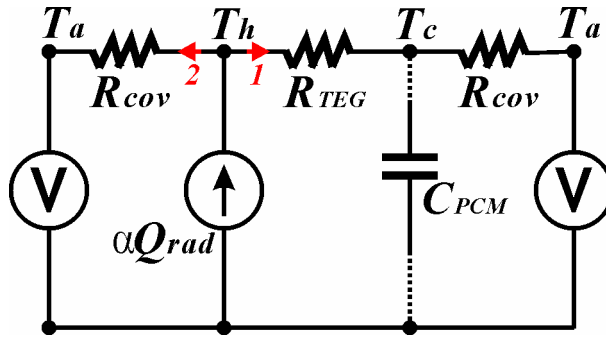 Ta Th Tc Ta
2 1
Rcov RTEG Rcov
V V
CPCM
αQrad